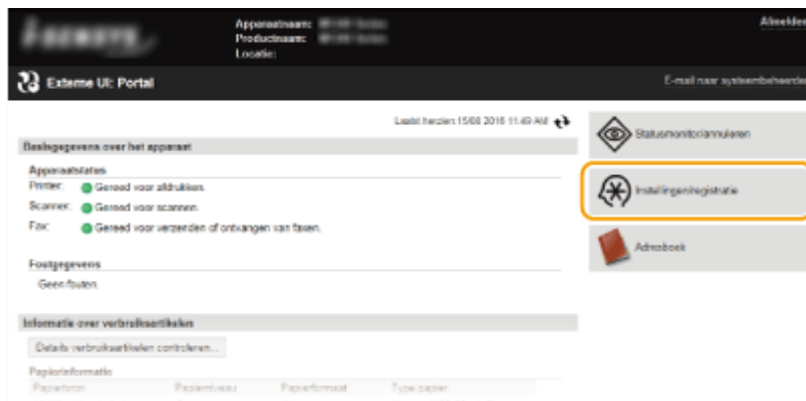 Apparaatnaam:
Afmelden
Productnaam:
Locatie:
Externe UI: Portal
E-mail naar systeembeheerder
Laatst herzien:15/08 2016 11:49 AM
Basisgegevens over het apparaat
Statusmonitor/annuleren
Apparaatstatus
Printer: Gereed voor afdrukken.
Scanner: Gereed voor scannen.
Fax: Gereed voor verzenden of ontvangen van faxen.
Instellingen/registratie
Foutgegevens
Geen fouten.
Adresboek
Informatie over verbruiksartikelen
Details verbruiksartikelen controleren...
Papierinformatie
Papierbron Papierniveau Papierformaat Type papier